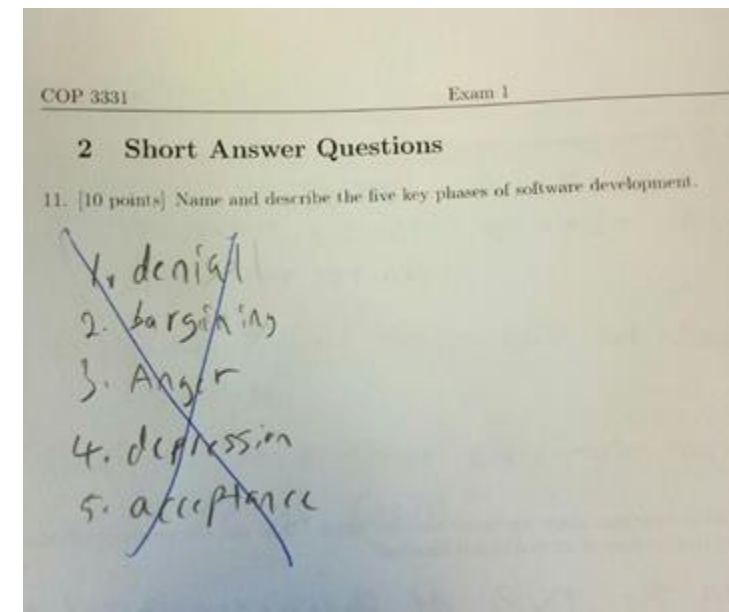 COP 3331 Exam 1
2 Short Answer Questions
11. [10 points] Name and describe the five key phases of software development.
1. denial
2. bargining
3. Anger
4. depression
5. acceptance